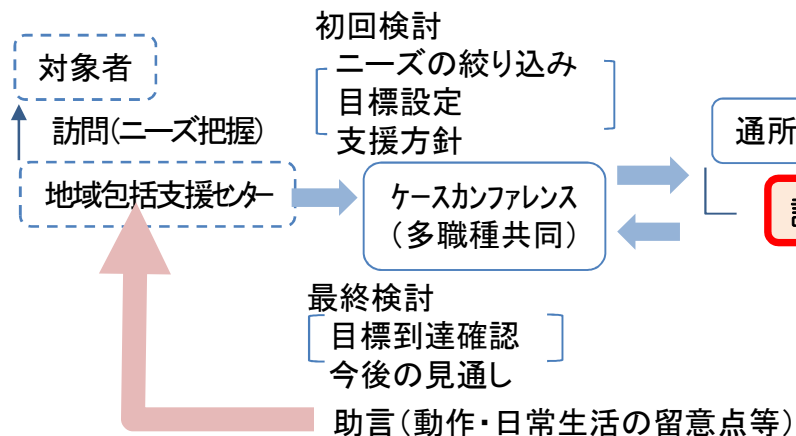 初回検討
ニーズの絞り込み
目標設定
支援方針
対象者
訪問(ニーズ把握)
地域包括支援センター
ケースカンファレンス
（多職種共同）
通所
最終検討
目標到達確認
今後の見通し
助言（動作・日常生活の留意点等）